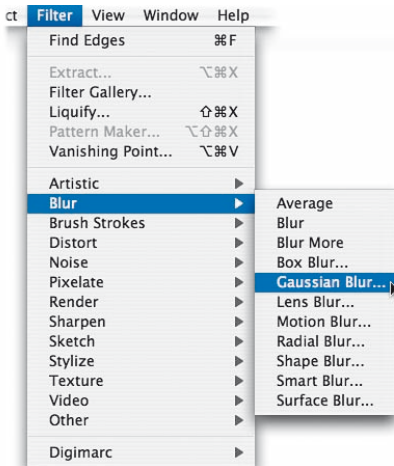 ct Filter View Window Help
Find Edges ⌘F
Extract... ⌥⌘X
Filter Gallery...
Liquify... ⇧⌘X
Pattern Maker... ⌥⇧⌘X
Vanishing Point... ⌥⌘V
Artistic
Blur
Brush Strokes
Distort
Noise
Pixelate
Render
Sharpen
Sketch
Stylize
Texture
Video
Other
Digimarc
Average
Blur
Blur More
Box Blur...
Gaussian Blur...
Lens Blur...
Motion Blur...
Radial Blur...
Shape Blur...
Smart Blur...
Surface Blur...